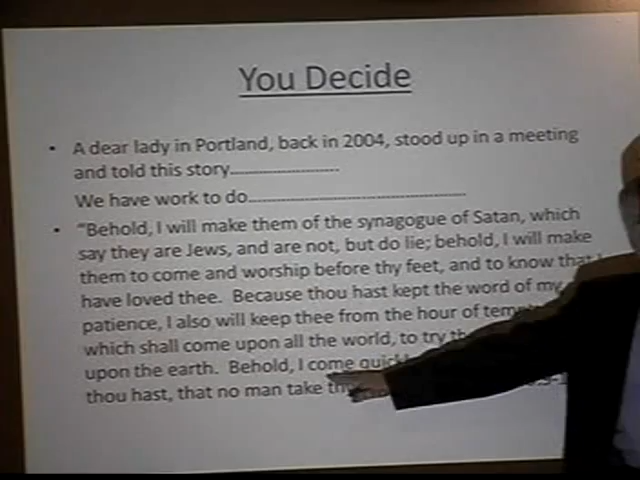 You Decide
• A dear lady in Portland, back in 2004, stood up in a meeting
and told this story..........................
We have work to do....................................................
• "Behold, I will make them of the synagogue of Satan, which
say they are Jews, and are not, but do lie; behold, I will make
them to come and worship before thy feet, and to know that I
have loved thee. Because thou hast kept the word of my
patience, I also will keep thee from the hour of
which shall come upon all the world, to try
upon the earth. Behold, I come
thou hast, that no man take